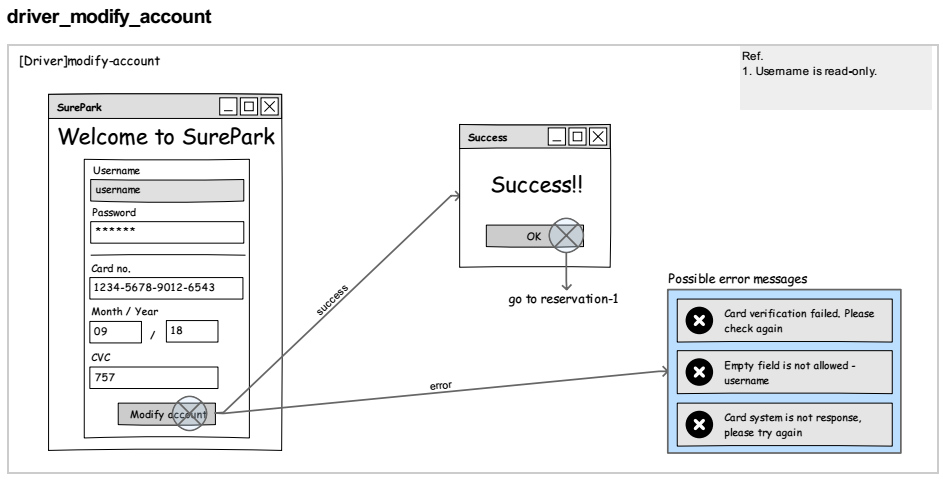 driver_modify_account
[Driver]modify-account
Ref.
1. Username is read-only.
SurePark
Welcome to SurePark
Username
username
Password
******
Card no.
1234-5678-9012-6543
Month / Year
09 / 18
CVC
757
Modify account
success
error
Success
Success!!
OK
go to reservation-1
Possible error messages
Card verification failed. Please
check again
Empty field is not allowed -
username
Card system is not response,
please try again